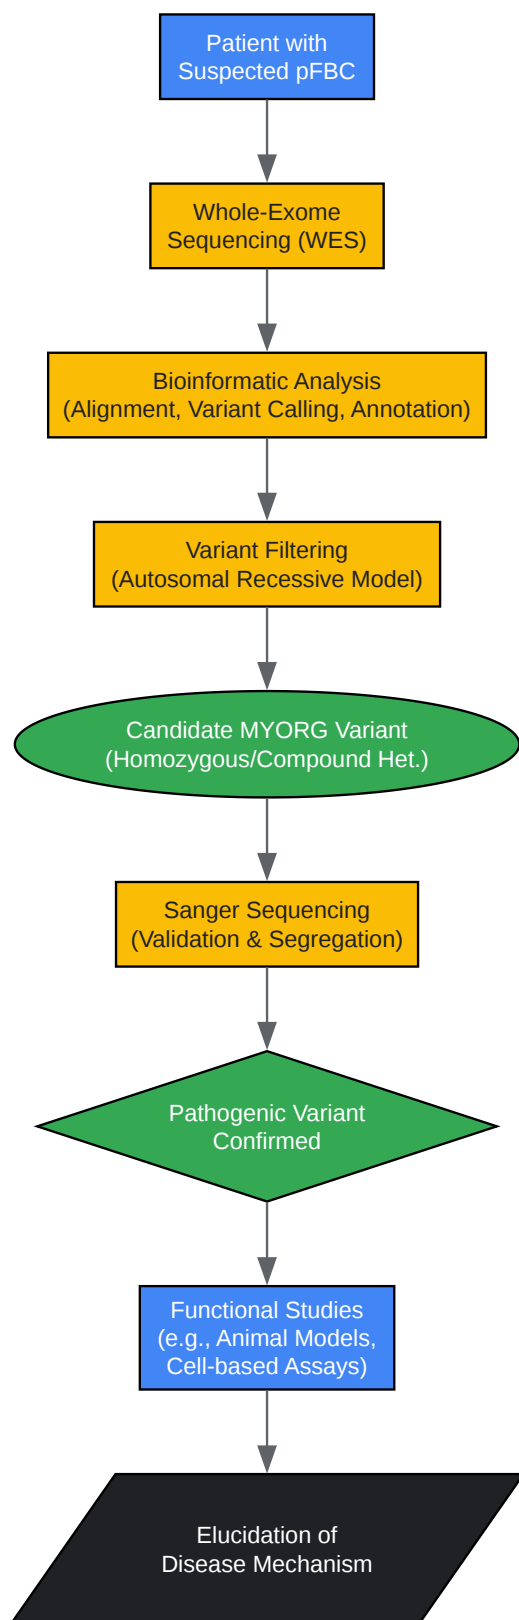 Patient with
Suspected pFBC
Whole-Exome
Sequencing (WES)
Bioinformatic Analysis
(Alignment, Variant Calling, Annotation)
Variant Filtering
(Autosomal Recessive Model)
Candidate MYORG Variant
(Homozygous/Compound Het.)
Sanger Sequencing
(Validation & Segregation)
Pathogenic Variant
Confirmed
Functional Studies
(e.g., Animal Models,
Cell-based Assays)
Elucidation of
Disease Mechanism